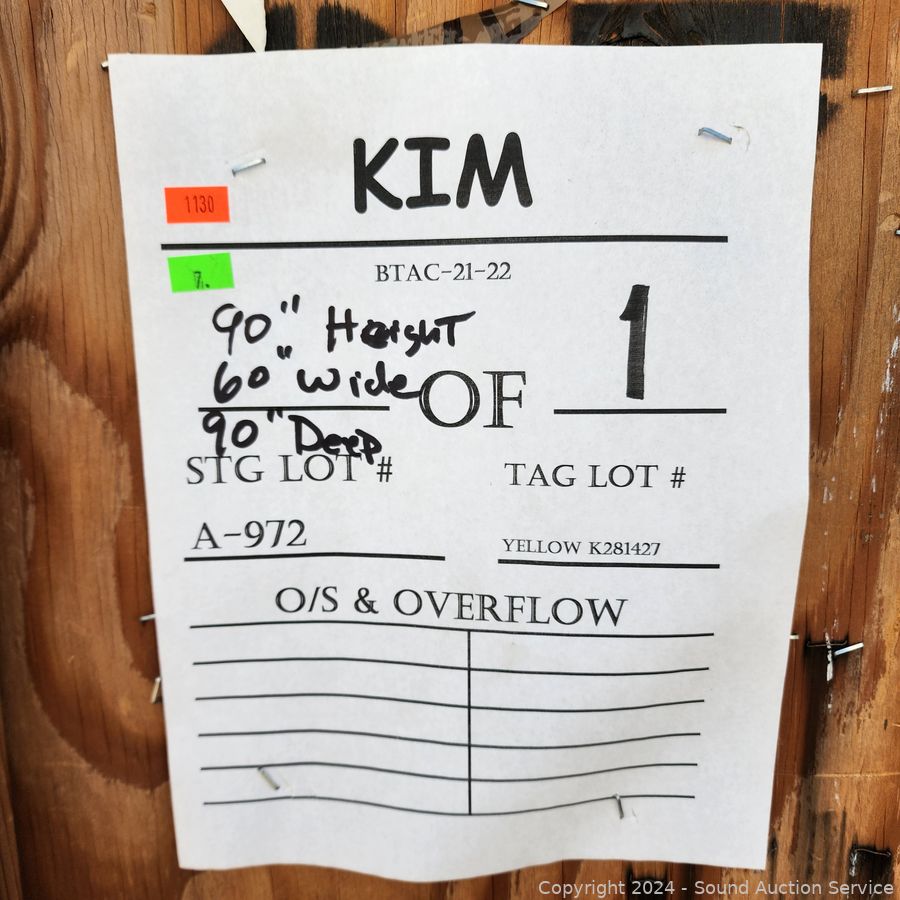 KIM
1130
7.
BTAC-21-22
90" Height
60" Wide
OF
1
90" Deep
STG LOT #
TAG LOT #
A-972
YELLOW K281427
O/S & OVERFLOW
Copyright 2024 - Sound Auction Service